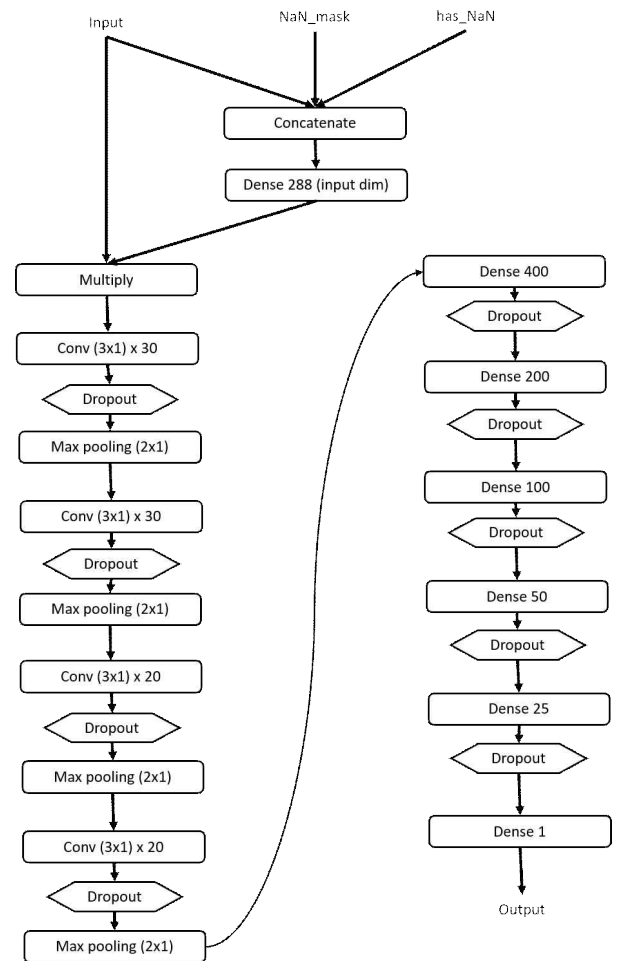 Input
NaN_mask
has_NaN
Concatenate
Dense 288 (input dim)
Multiply
Conv (3x1) x 30
Dropout
Max pooling (2x1)
Conv (3x1) x 30
Dropout
Max pooling (2x1)
Conv (3x1) x 20
Dropout
Max pooling (2x1)
Conv (3x1) x 20
Dropout
Max pooling (2x1)
Dense 400
Dropout
Dense 200
Dropout
Dense 100
Dropout
Dense 50
Dropout
Dense 25
Dropout
Dense 1
Output